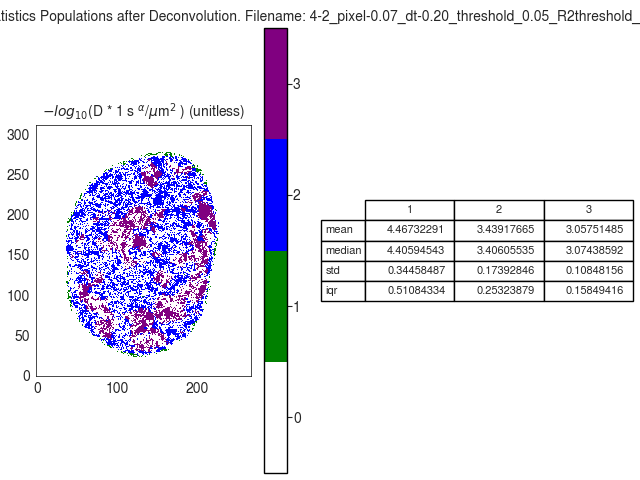 tistics Populations after Deconvolution. Filename: 4-2_pixel-0.07_dt-0.20_threshold_0.05_R2threshold_
−log10(D * 1 s α/μm2 ) (unitless)
300
250
200
150
100
50
0
0 100 200
3
2
1
0
1 2 3
mean 4.46732291 3.43917665 3.05751485
median 4.40594543 3.40605535 3.07438592
std 0.34458487 0.17392846 0.10848156
iqr 0.51084334 0.25323879 0.15849416